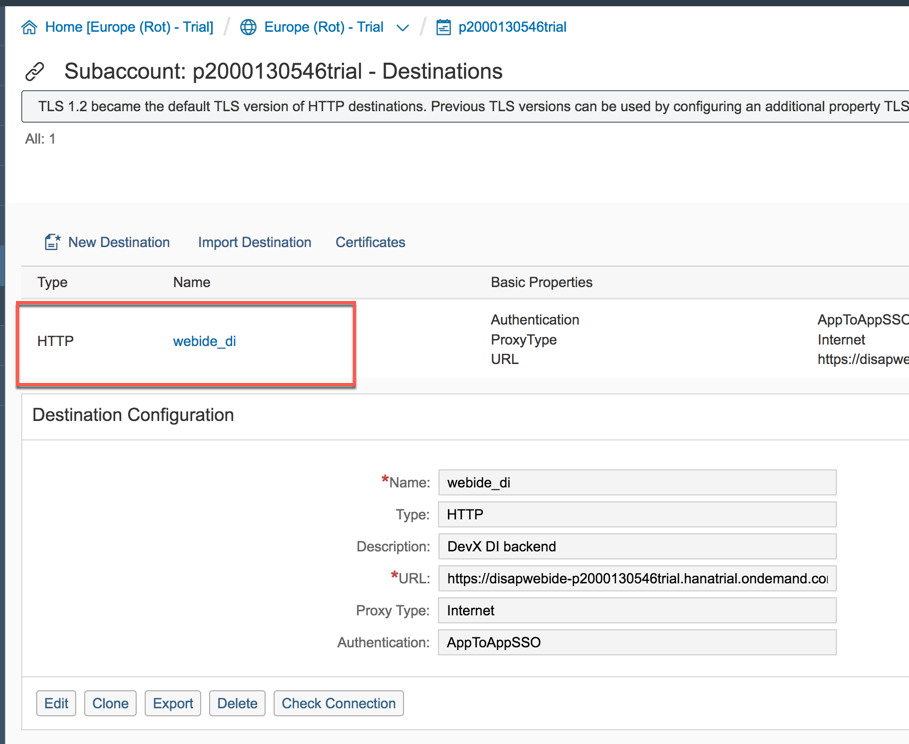 Home [Europe (Rot) - Trial] / Europe (Rot) - Trial / p2000130546trial
Subaccount: p2000130546trial - Destinations
TLS 1.2 became the default TLS version of HTTP destinations. Previous TLS versions can be used by configuring an additional property TLS
All: 1
New Destination Import Destination Certificates
Type Name Basic Properties
Authentication AppToAppSSO
HTTP webide_di ProxyType Internet
URL https://disapwe
Destination Configuration
*Name: webide_di
Type: HTTP
Description: DevX DI backend
*URL: https://disapwebide-p2000130546trial.hanatrial.ondemand.co
Proxy Type: Internet
Authentication: AppToAppSSO
Edit Clone Export Delete Check Connection